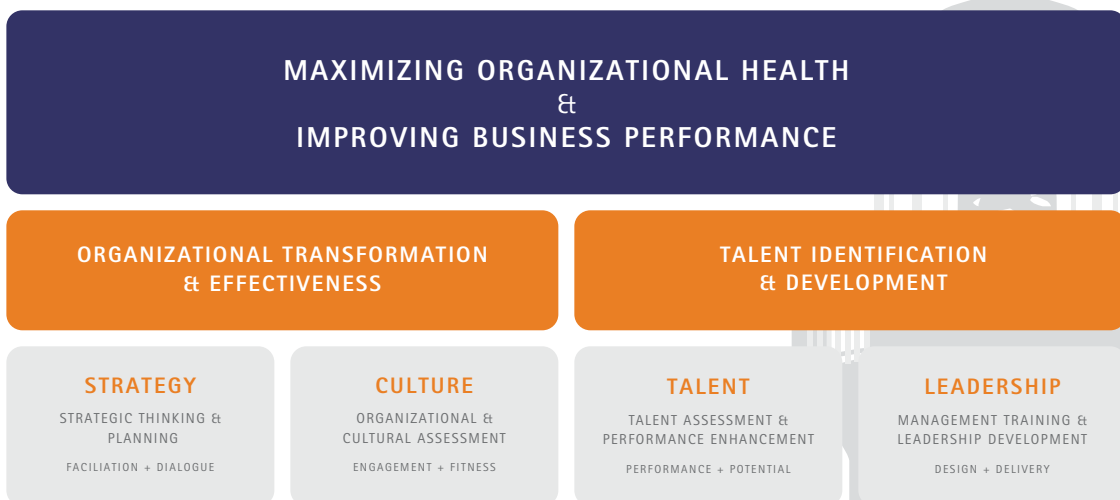 MAXIMIZING ORGANIZATIONAL HEALTH
&
IMPROVING BUSINESS PERFORMANCE
ORGANIZATIONAL TRANSFORMATION
& EFFECTIVENESS
TALENT IDENTIFICATION
& DEVELOPMENT
STRATEGY
STRATEGIC THINKING &
PLANNING
FACILIATION + DIALOGUE
CULTURE
ORGANIZATIONAL &
CULTURAL ASSESSMENT
ENGAGEMENT + FITNESS
TALENT
TALENT ASSESSMENT &
PERFORMANCE ENHANCEMENT
PERFORMANCE + POTENTIAL
LEADERSHIP
MANAGEMENT TRAINING &
LEADERSHIP DEVELOPMENT
DESIGN + DELIVERY